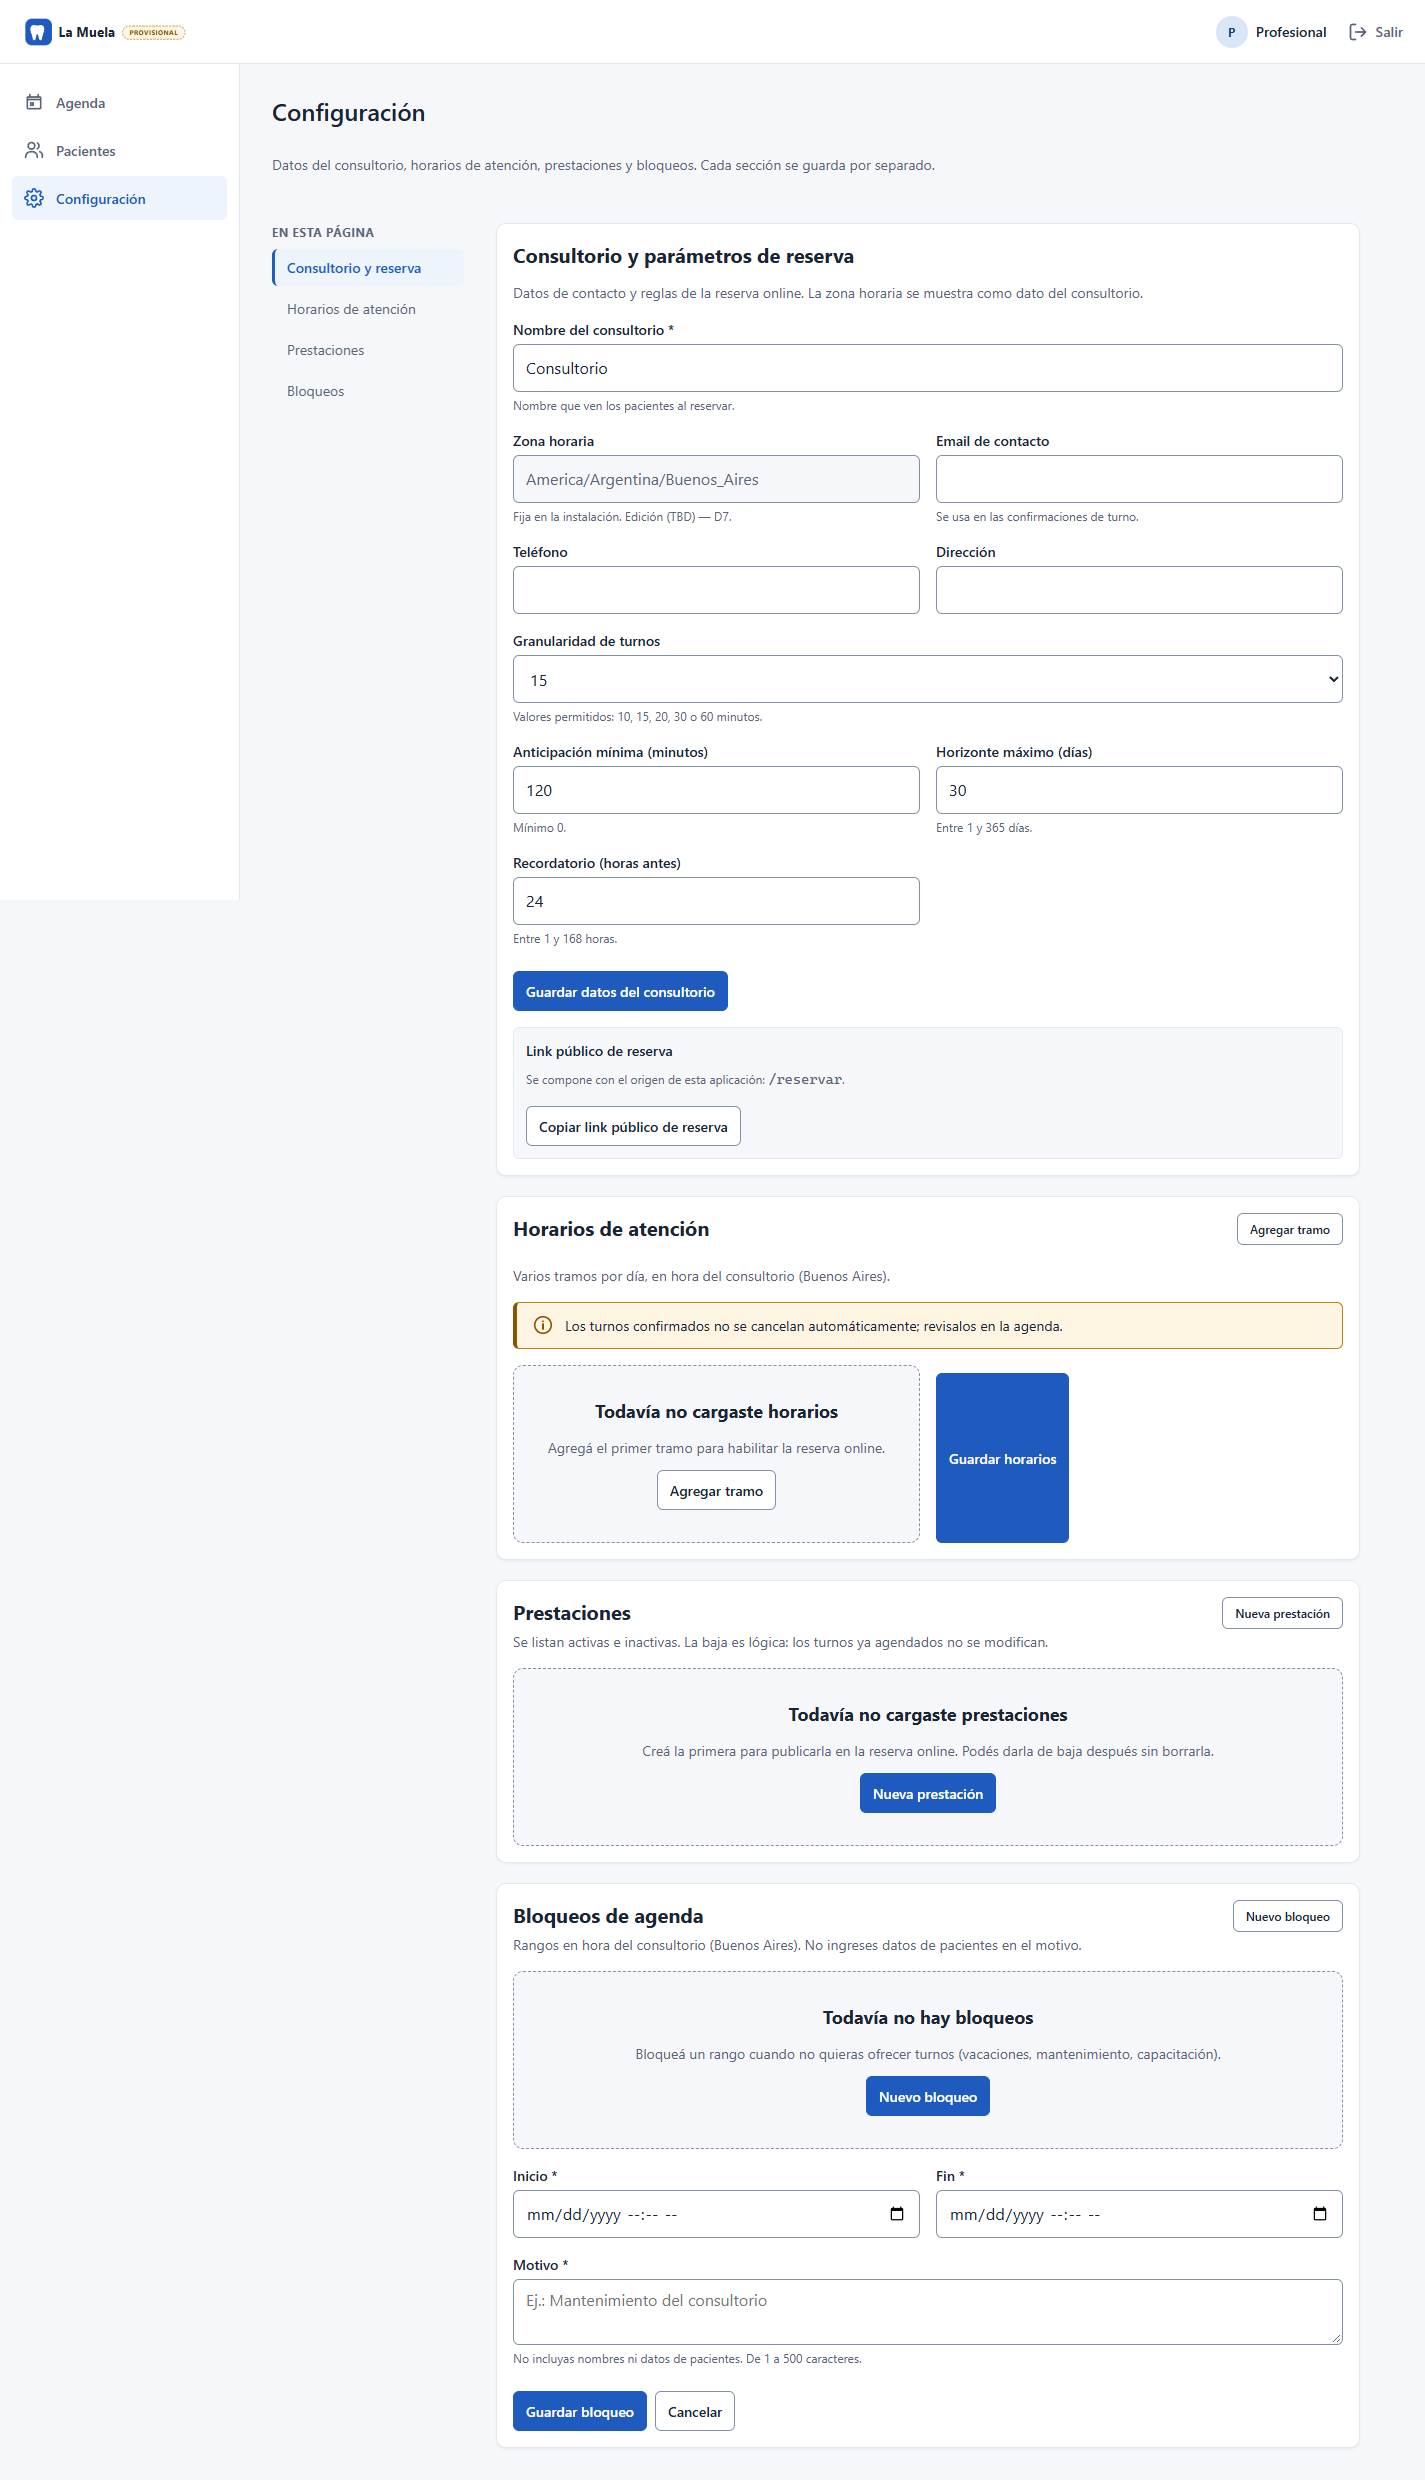 La Muela PROVISIONAL
P Profesional Salir
Agenda
Pacientes
Configuración
Configuración
Datos del consultorio, horarios de atención, prestaciones y bloqueos. Cada sección se guarda por separado.
EN ESTA PÁGINA
Consultorio y reserva
Horarios de atención
Prestaciones
Bloqueos
Consultorio y parámetros de reserva
Datos de contacto y reglas de la reserva online. La zona horaria se muestra como dato del consultorio.
Nombre del consultorio *
Consultorio
Nombre que ven los pacientes al reservar.
Zona horaria
America/Argentina/Buenos_Aires
Fija en la instalación. Edición (TBD) — D7.
Email de contacto
Se usa en las confirmaciones de turno.
Teléfono
Dirección
Granularidad de turnos
15
Valores permitidos: 10, 15, 20, 30 o 60 minutos.
Anticipación mínima (minutos)
120
Mínimo 0.
Horizonte máximo (días)
30
Entre 1 y 365 días.
Recordatorio (horas antes)
24
Entre 1 y 168 horas.
Guardar datos del consultorio
Link público de reserva
Se compone con el origen de esta aplicación: /reservar.
Copiar link público de reserva
Horarios de atención
Agregar tramo
Varios tramos por día, en hora del consultorio (Buenos Aires).
Los turnos confirmados no se cancelan automáticamente; revisalos en la agenda.
Todavía no cargaste horarios
Agregá el primer tramo para habilitar la reserva online.
Agregar tramo
Guardar horarios
Prestaciones
Nueva prestación
Se listan activas e inactivas. La baja es lógica: los turnos ya agendados no se modifican.
Todavía no cargaste prestaciones
Creá la primera para publicarla en la reserva online. Podés darla de baja después sin borrarla.
Nueva prestación
Bloqueos de agenda
Nuevo bloqueo
Rangos en hora del consultorio (Buenos Aires). No ingreses datos de pacientes en el motivo.
Todavía no hay bloqueos
Bloqueá un rango cuando no quieras ofrecer turnos (vacaciones, mantenimiento, capacitación).
Nuevo bloqueo
Inicio *
mm/dd/yyyy --:-- --
Fin *
mm/dd/yyyy --:-- --
Motivo *
Ej.: Mantenimiento del consultorio
No incluyas nombres ni datos de pacientes. De 1 a 500 caracteres.
Guardar bloqueo
Cancelar